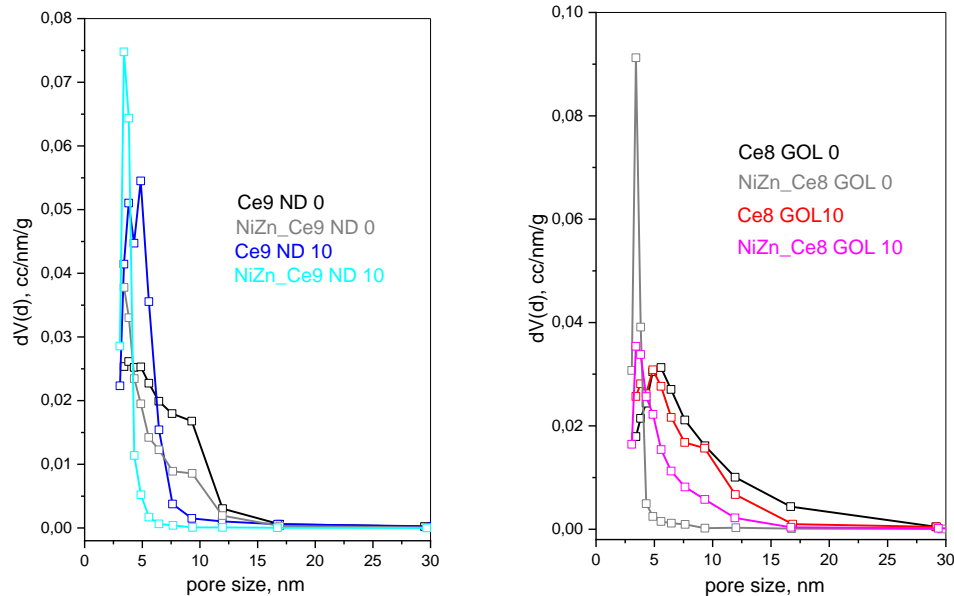 0,08
0,07
0,06
0,05
0,04
0,03
0,02
0,01
0,00
dV(d), cc/nm/g
Ce9 ND 0
NiZn_Ce9 ND 0
Ce9 ND 10
NiZn_Ce9 ND 10
0 5 10 15 20 25 30
pore size, nm
0,10
0,08
0,06
0,04
0,02
0,00
dV(d), cc/nm/g
Ce8 GOL 0
NiZn_Ce8 GOL 0
Ce8 GOL10
NiZn_Ce8 GOL 10
0 5 10 15 20 25 30
pore size, nm